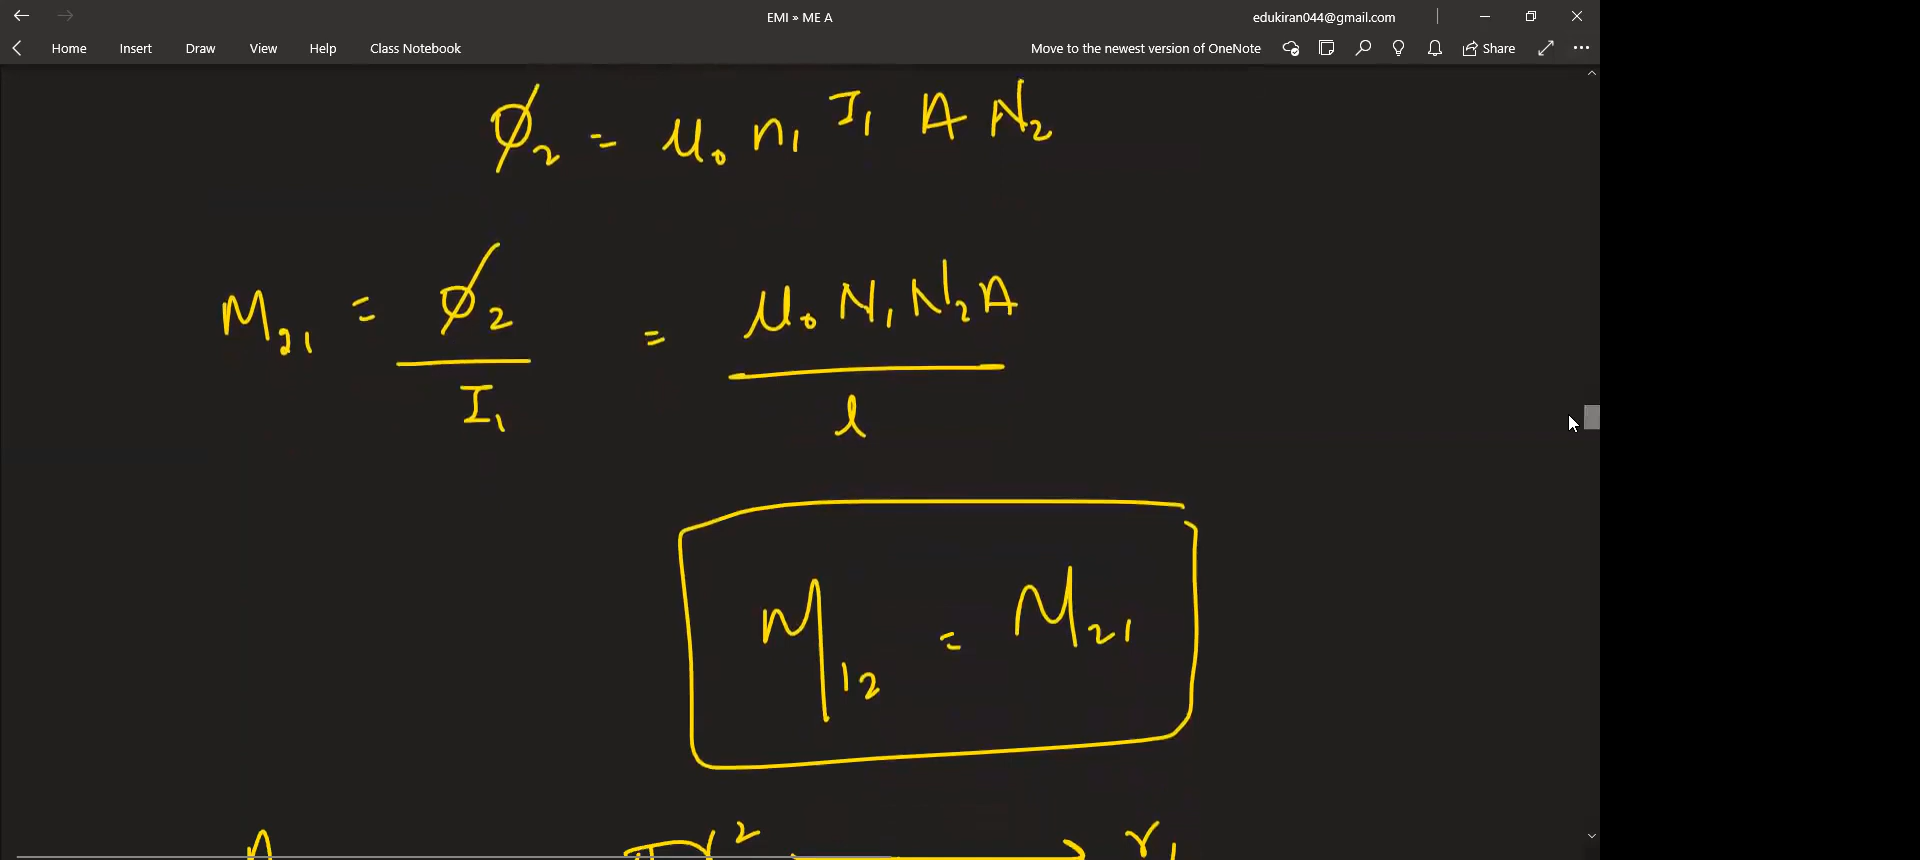 EMI » ME A
edukiran044@gmail.com
Home Insert Draw View Help Class Notebook
Move to the newest version of OneNote
Share
ϕ₂ = μ₀ n₁ I₁ A N₂
M₂₁ = ϕ₂ / I₁ = μ₀ N₁ N₂ A / l
M₁₂ = M₂₁